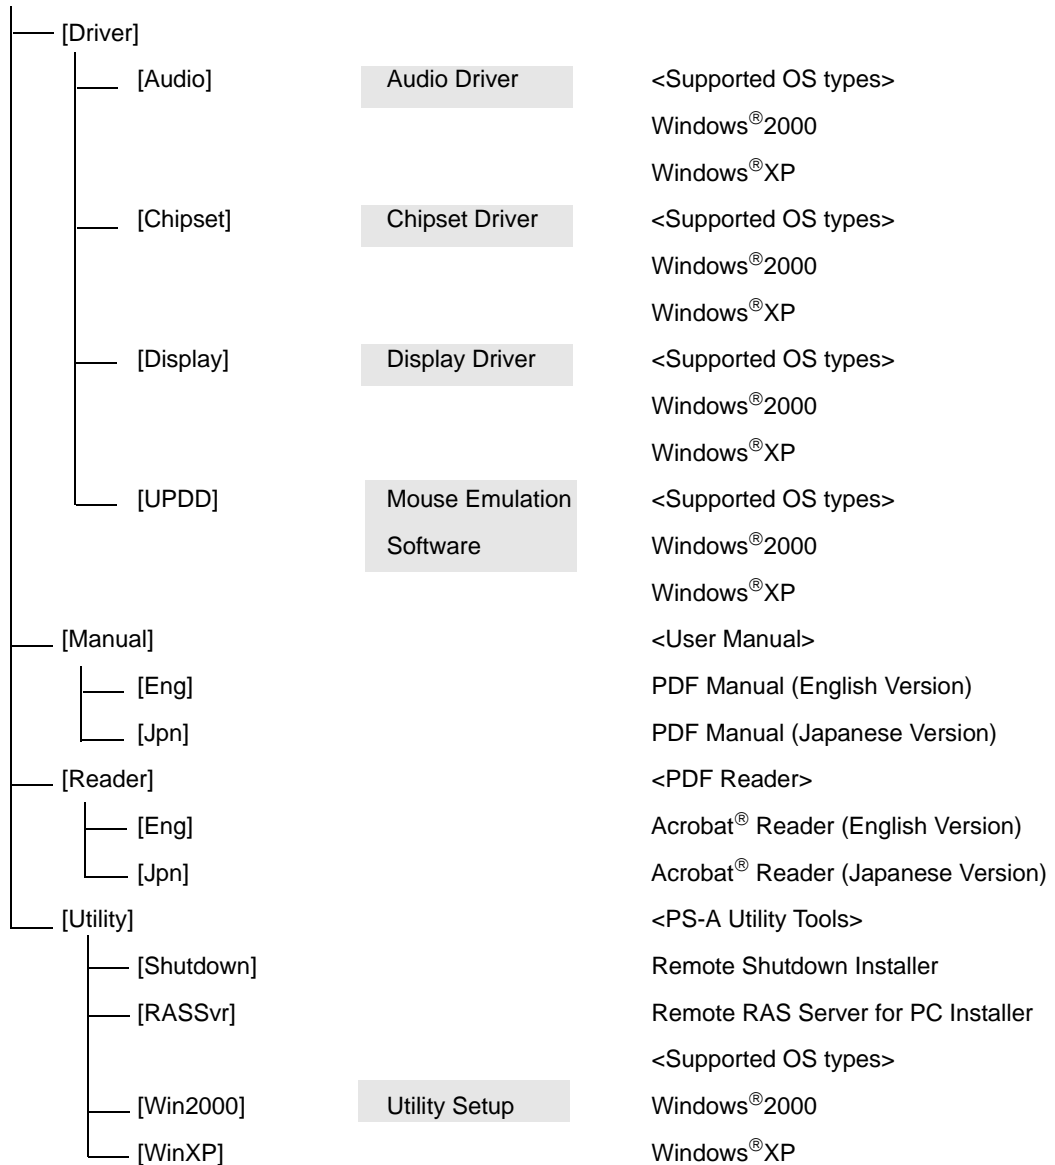 [Driver]
[Audio] Audio Driver <Supported OS types>
Windows®2000
Windows®XP
[Chipset] Chipset Driver <Supported OS types>
Windows®2000
Windows®XP
[Display] Display Driver <Supported OS types>
Windows®2000
Windows®XP
[UPDD] Mouse Emulation <Supported OS types>
Software Windows®2000
Windows®XP
[Manual] <User Manual>
[Eng] PDF Manual (English Version)
[Jpn] PDF Manual (Japanese Version)
[Reader] <PDF Reader>
[Eng] Acrobat® Reader (English Version)
[Jpn] Acrobat® Reader (Japanese Version)
[Utility] <PS-A Utility Tools>
[Shutdown] Remote Shutdown Installer
[RASSvr] Remote RAS Server for PC Installer
<Supported OS types>
[Win2000] Utility Setup Windows®2000
[WinXP] Windows®XP